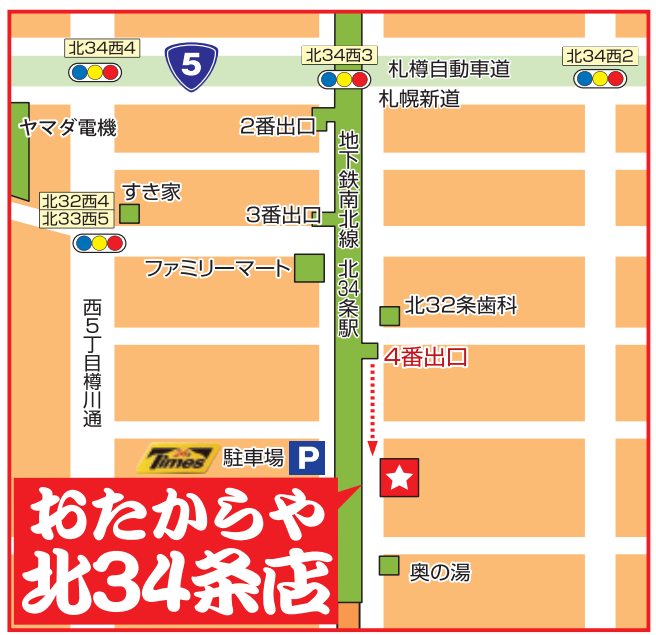 北34西4
5
北34西3
北34西2
札樽自動車道
札幌新道
ヤマダ電機
2番出口
地下鉄南北線 北34条駅
すき家
北32西4
北33西5
3番出口
ファミリーマート
北32条歯科
西5丁目樽川通
4番出口
Times
駐車場
P
おたからや
北34条店
奥の湯